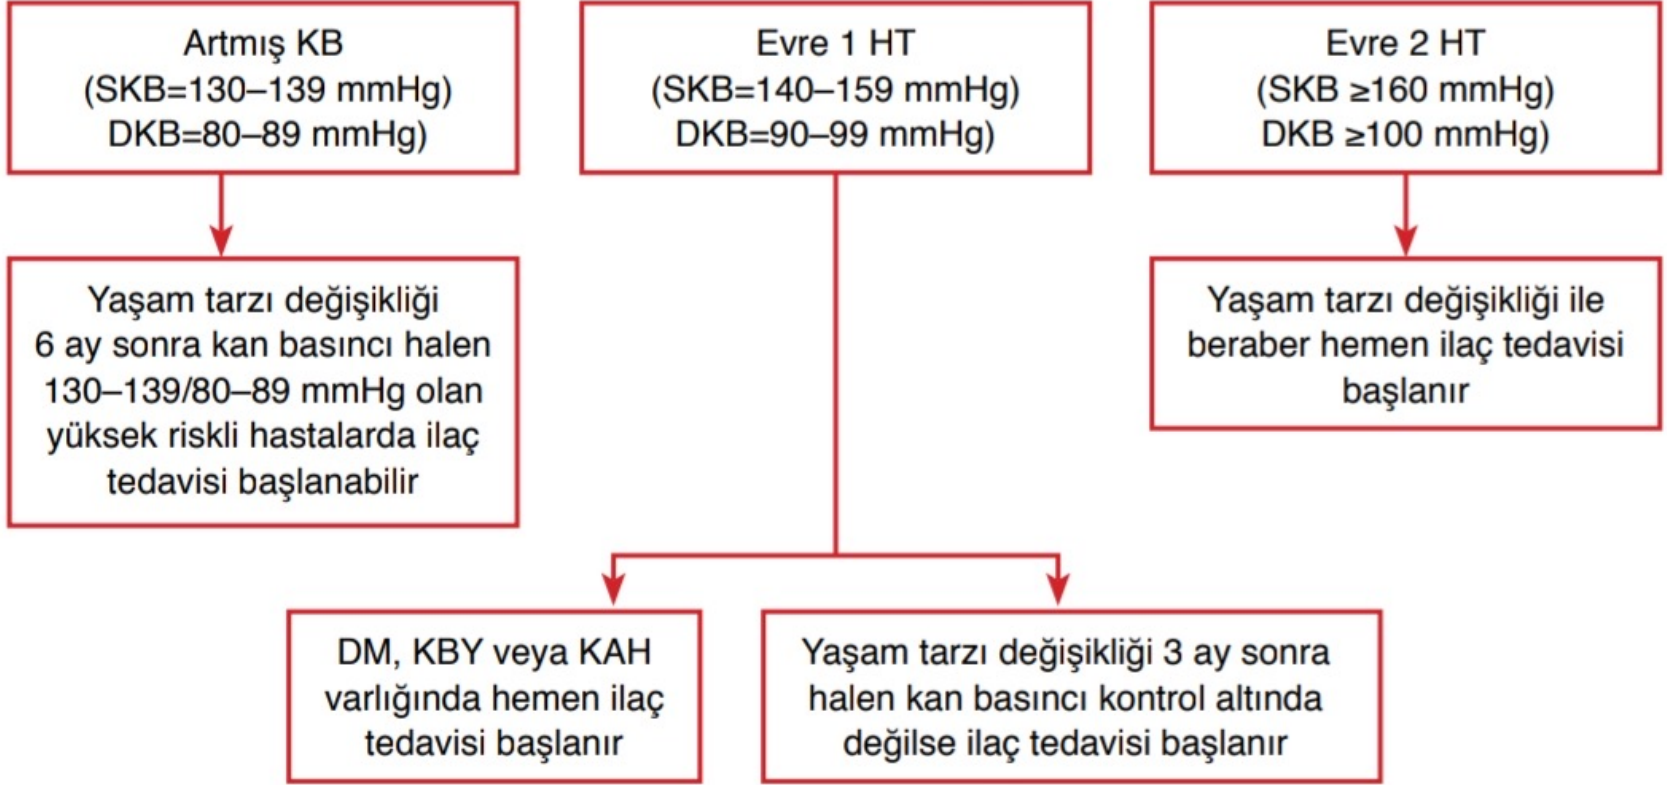 Artmış KB
(SKB=130–139 mmHg)
DKB=80–89 mmHg)
Evre 1 HT
(SKB=140–159 mmHg)
DKB=90–99 mmHg)
Evre 2 HT
(SKB ≥160 mmHg)
DKB ≥100 mmHg)
Yaşam tarzı değişikliği
6 ay sonra kan basıncı halen
130–139/80–89 mmHg olan
yüksek riskli hastalarda ilaç
tedavisi başlanabilir
Yaşam tarzı değişikliği ile
beraber hemen ilaç tedavisi
başlanır
DM, KBY veya KAH
varlığında hemen ilaç
tedavisi başlanır
Yaşam tarzı değişikliği 3 ay sonra
halen kan basıncı kontrol altında
değilse ilaç tedavisi başlanır